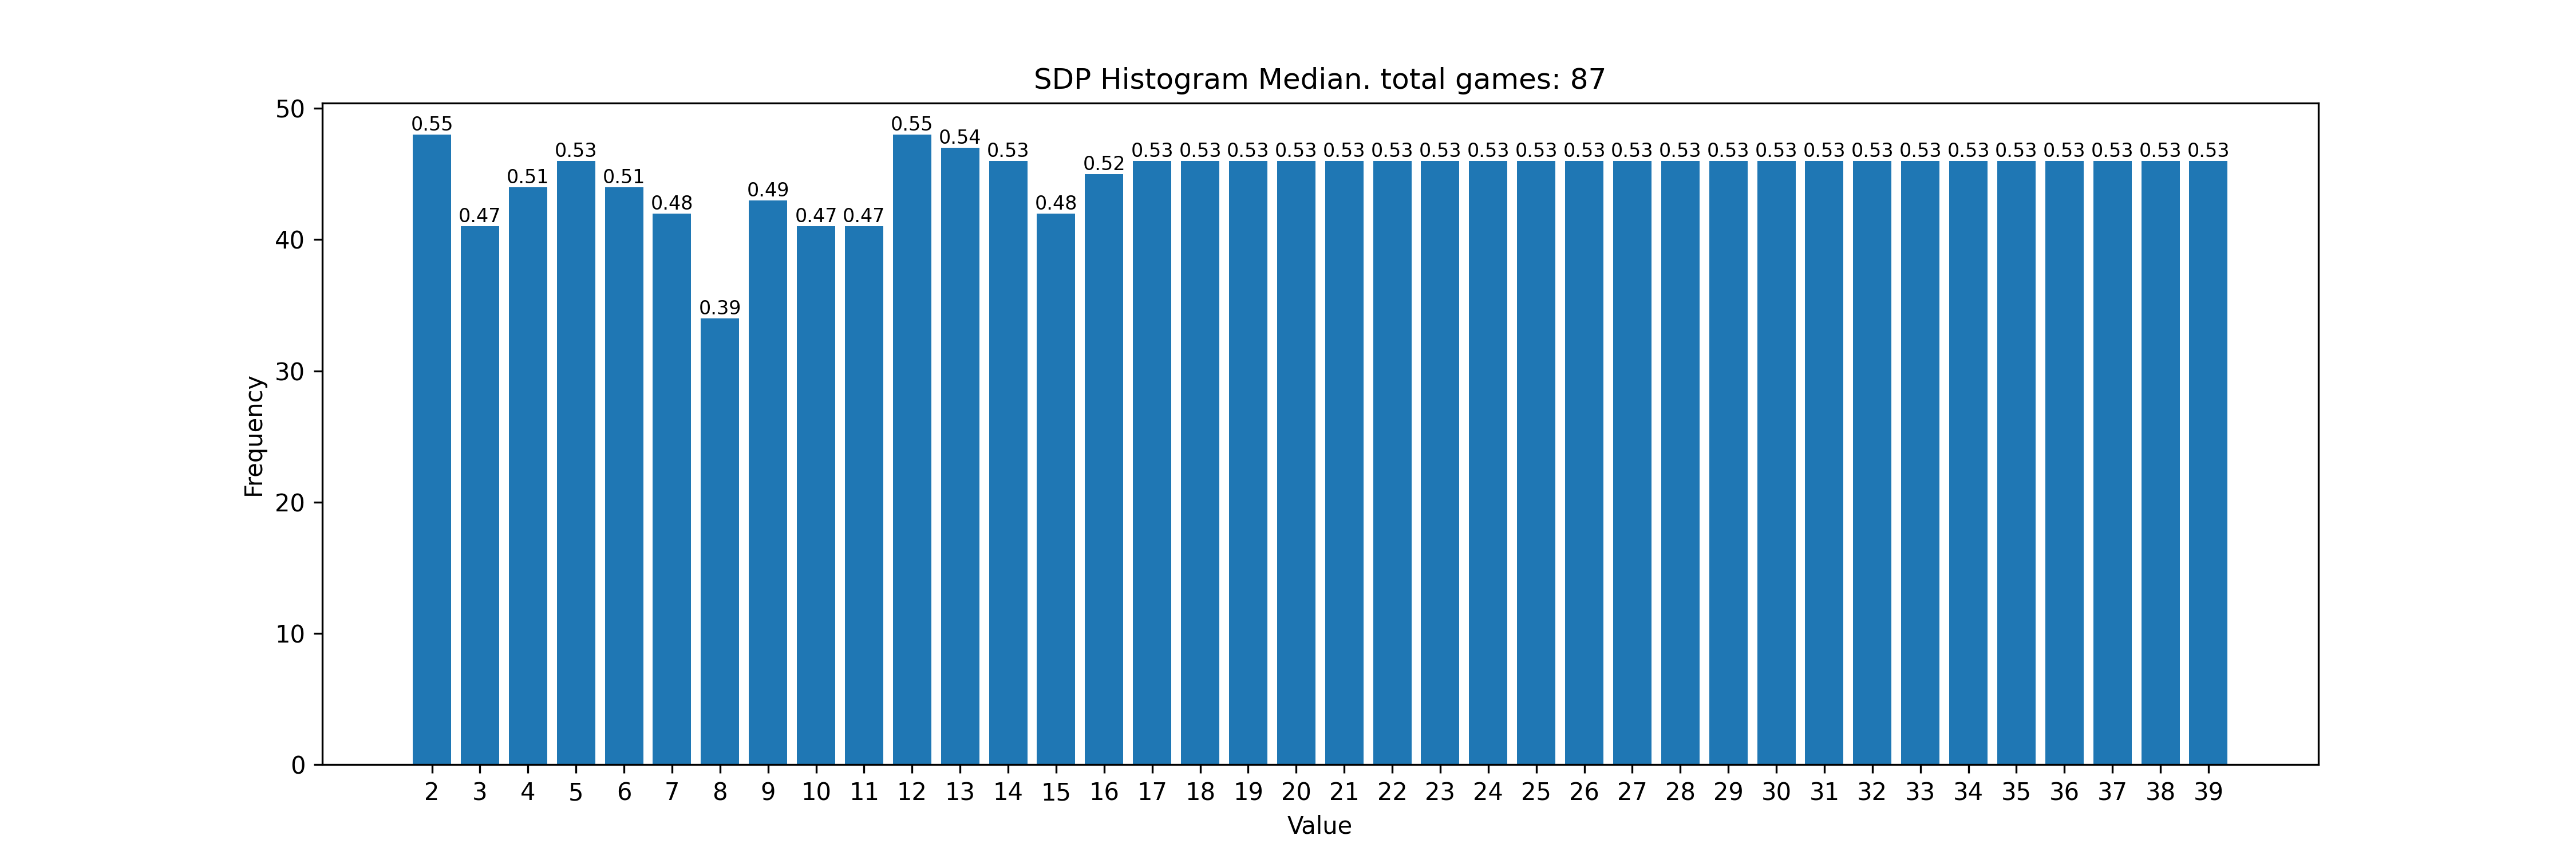 SDP Histogram Median. total games: 87
50
40
30
20
10
0
Frequency
0.55 0.47 0.51 0.53 0.51 0.48 0.39 0.49 0.47 0.47 0.55 0.54 0.53 0.48 0.52 0.53 0.53 0.53 0.53 0.53 0.53 0.53 0.53 0.53 0.53 0.53 0.53 0.53 0.53 0.53 0.53 0.53 0.53 0.53 0.53 0.53 0.53 0.53
2 3 4 5 6 7 8 9 10 11 12 13 14 15 16 17 18 19 20 21 22 23 24 25 26 27 28 29 30 31 32 33 34 35 36 37 38 39
Value